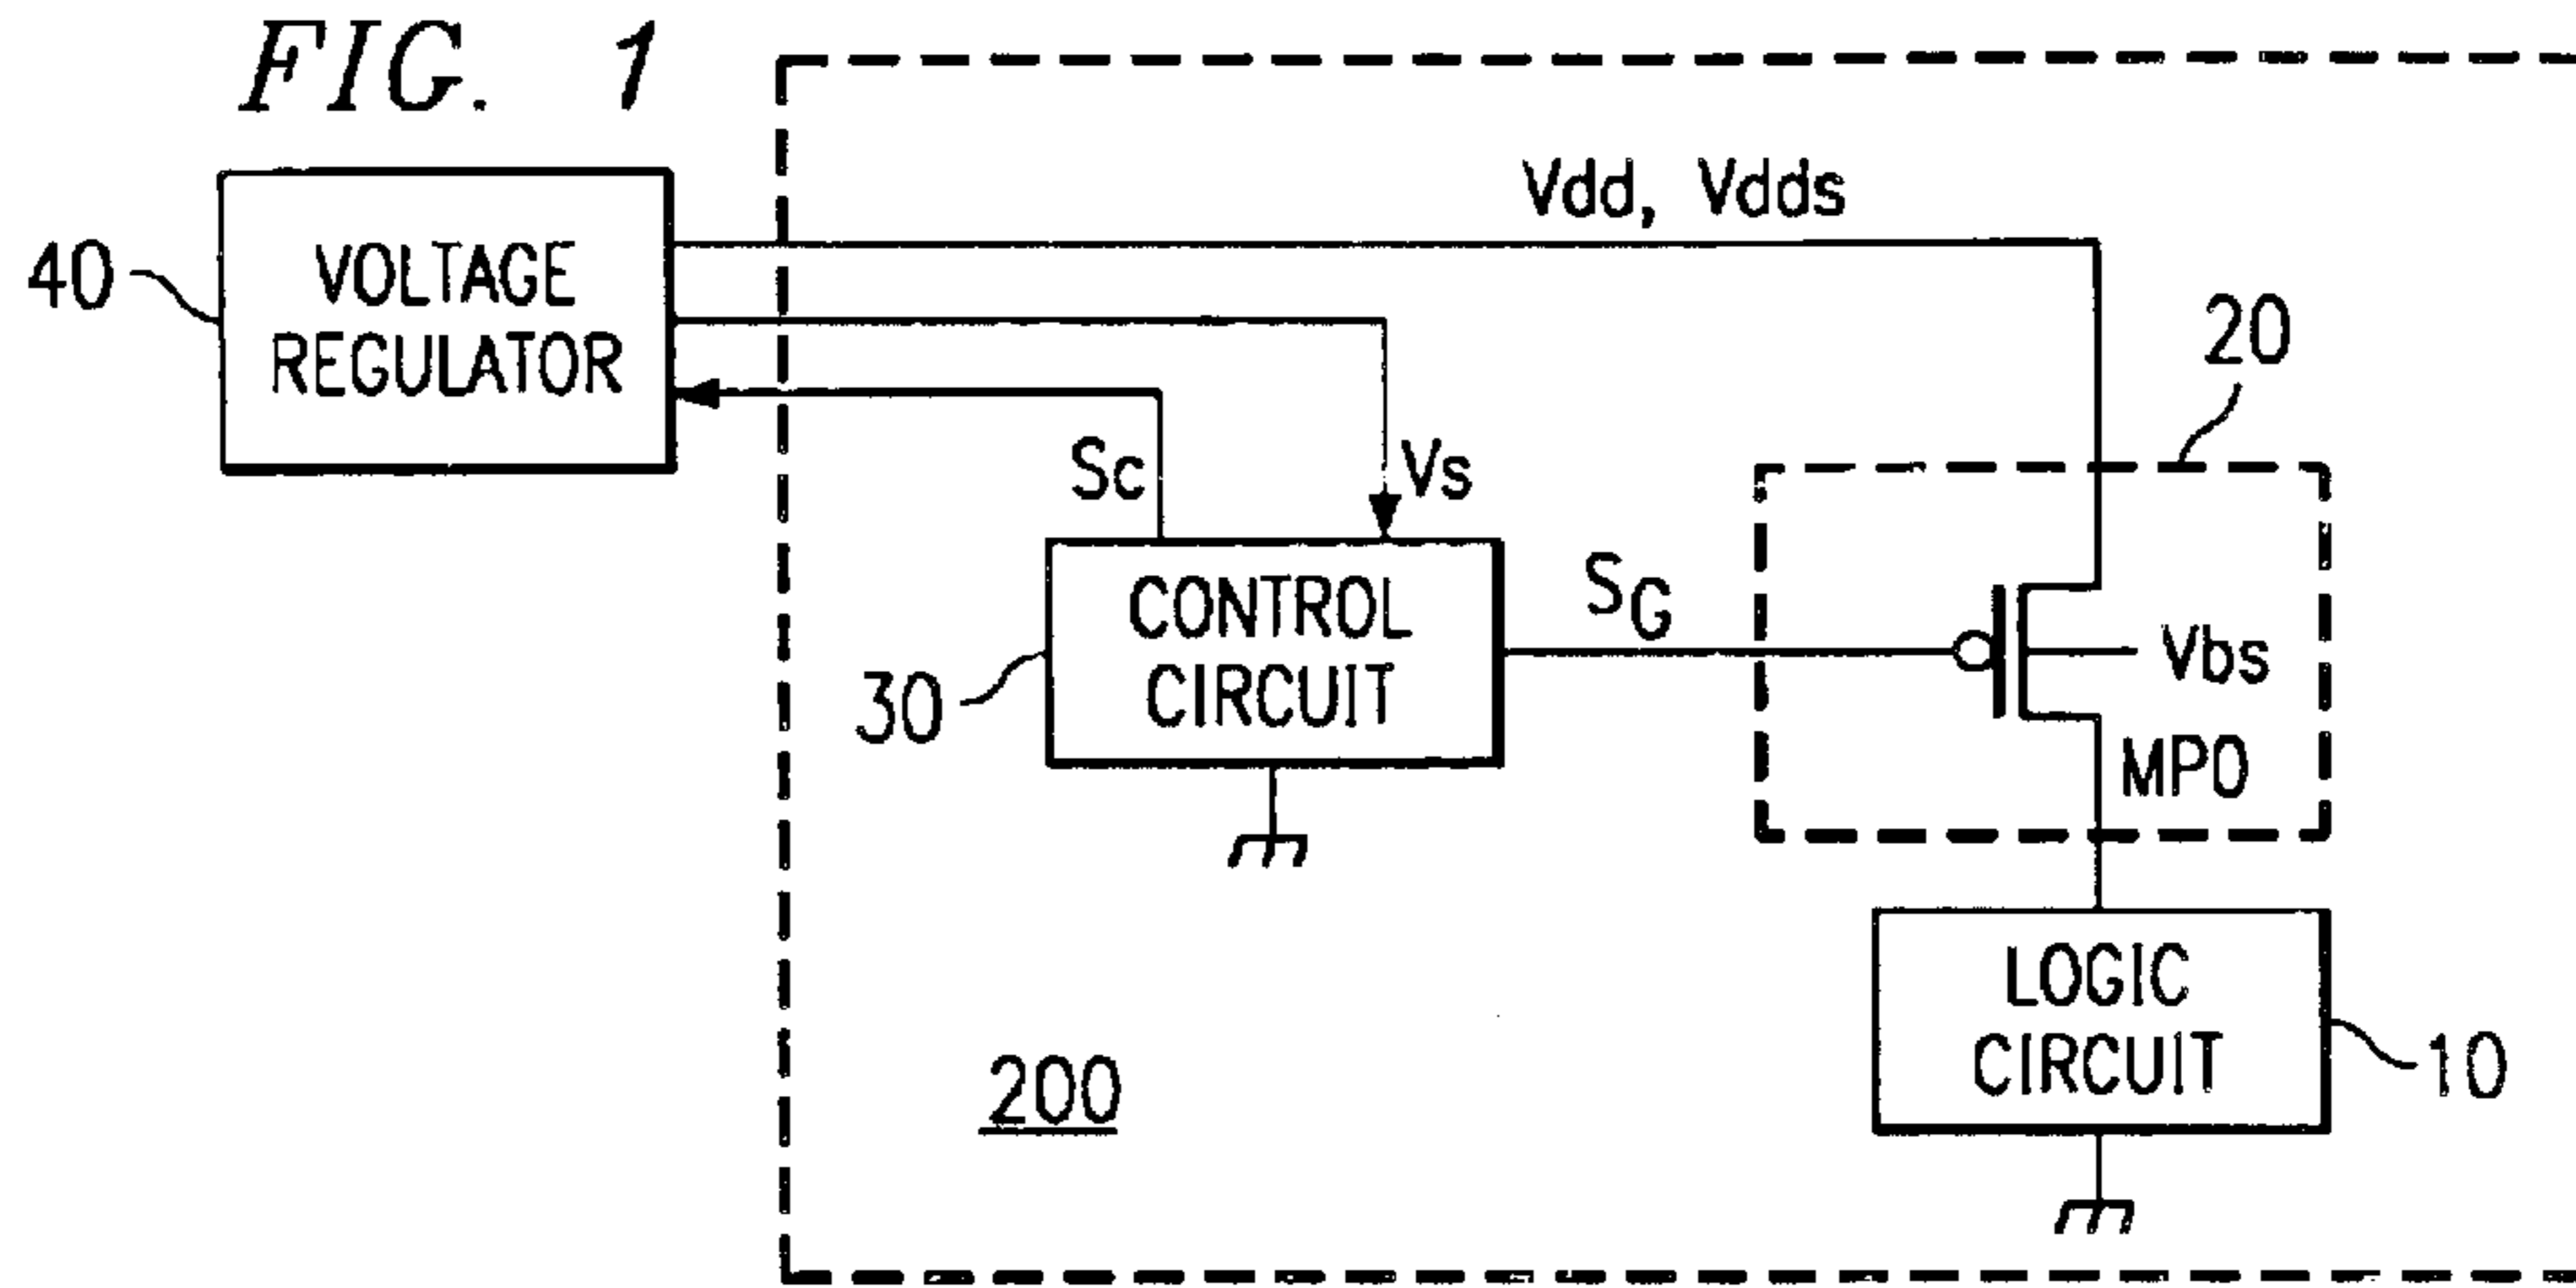 FIG. 1
Vdd, Vdds
40
VOLTAGE
REGULATOR
20
Sc
Vs
CONTROL
CIRCUIT
SG
Vbs
30
MP0
LOGIC
CIRCUIT
200
10